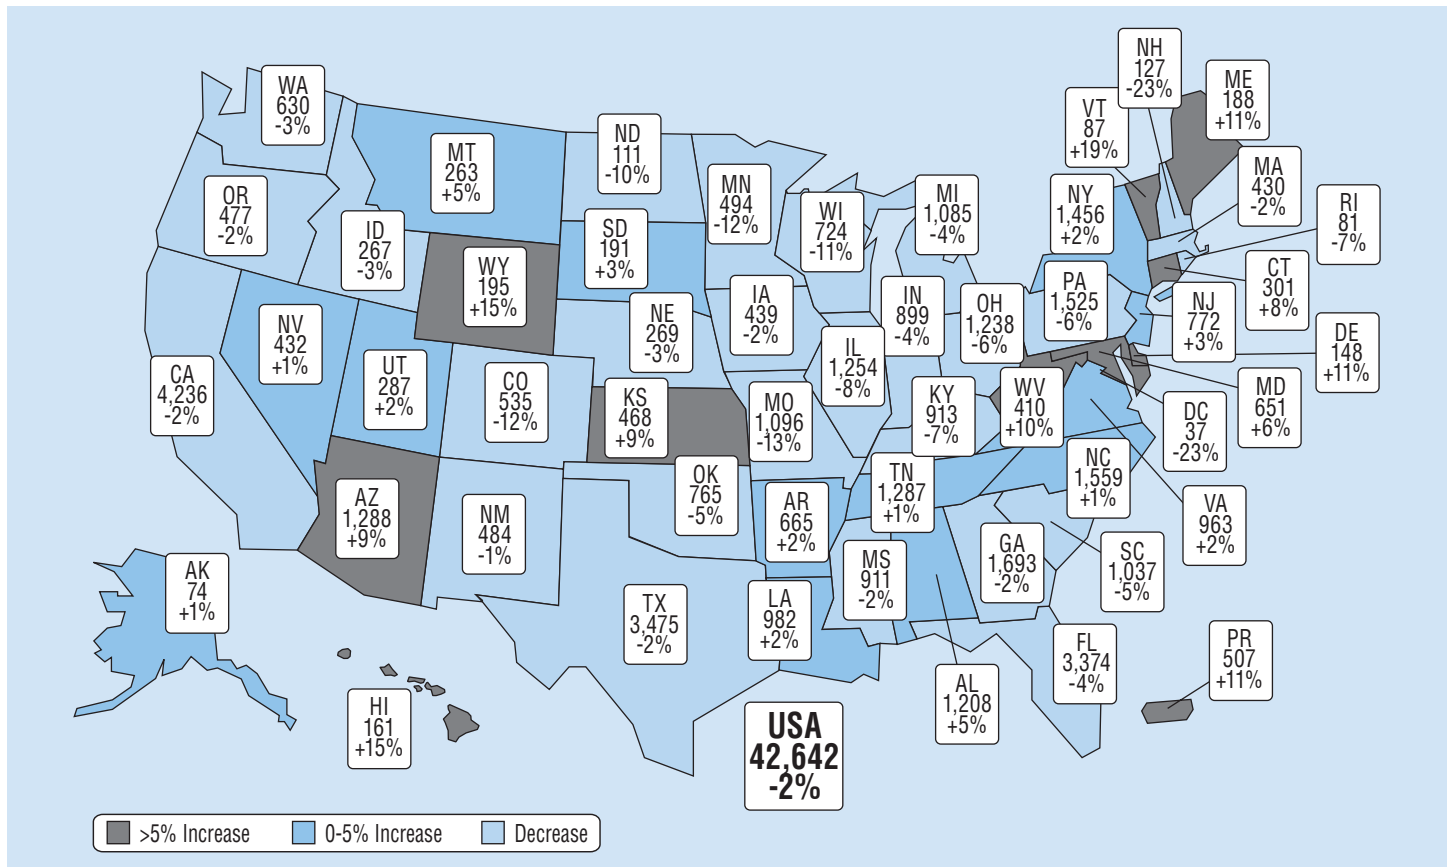 NH
127
-23%
ME
188
+11%
VT
87
+19%
WA
630
-3%
MT
263
+5%
ND
111
-10%
MN
494
-12%
WI
724
-11%
MI
1,085
-4%
NY
1,456
+2%
MA
430
-2%
RI
81
-7%
OR
477
-2%
ID
267
-3%
WY
195
+15%
SD
191
+3%
NE
269
-3%
IA
439
-2%
IL
1,254
-8%
IN
899
-4%
OH
1,238
-6%
PA
1,525
-6%
NJ
772
+3%
CT
301
+8%
DE
148
+11%
NV
432
+1%
UT
287
+2%
CA
4,236
-2%
CO
535
-12%
KS
468
+9%
MO
1,096
-13%
KY
913
-7%
WV
410
+10%
DC
37
-23%
MD
651
+6%
AZ
1,288
+9%
NM
484
-1%
OK
765
-5%
AR
665
+2%
TN
1,287
+1%
NC
1,559
+1%
VA
963
+2%
AK
74
+1%
TX
3,475
-2%
LA
982
+2%
MS
911
-2%
GA
1,693
-2%
SC
1,037
-5%
HI
161
+15%
AL
1,208
+5%
FL
3,374
-4%
PR
507
+11%
USA
42,642
-2%
>5% Increase
0-5% Increase
Decrease